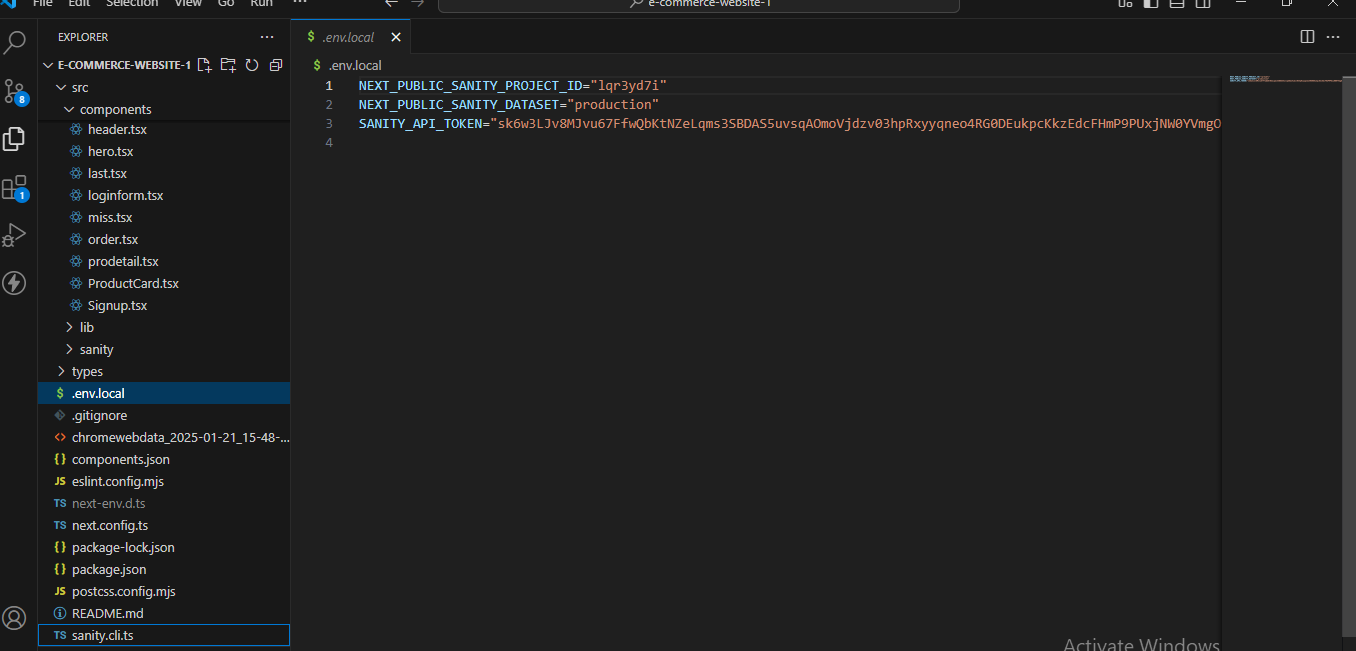 File Edit Selection View Go Run ··· e-commerce-website-1
EXPLORER ···
E-COMMERCE-WEBSITE-1
src
components
header.tsx
hero.tsx
last.tsx
loginform.tsx
miss.tsx
order.tsx
prodetail.tsx
ProductCard.tsx
Signup.tsx
lib
sanity
types
$ .env.local
.gitignore
<> chromewebdata_2025-01-21_15-48-...
{} components.json
JS eslint.config.mjs
TS next-env.d.ts
TS next.config.ts
{} package-lock.json
{} package.json
JS postcss.config.mjs
README.md
TS sanity.cli.ts
8
1
$ .env.local
$ .env.local
1 NEXT_PUBLIC_SANITY_PROJECT_ID="lqr3yd7i"
2 NEXT_PUBLIC_SANITY_DATASET="production"
3 SANITY_API_TOKEN="sk6w3LJv8MJvu67FfwQbKtNZeLqms3SBDAS5uvsqAOmoVjdzv03hpRxyyqneo4RG0DEukpcKkzEdcFHmP9PUxjNW0YVmgO
4
Activate Windows